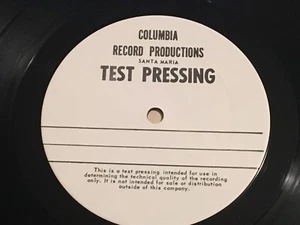 COLUMBIA
RECORD PRODUCTIONS
SANTA MARIA
TEST PRESSING
This is a test pressing intended for use in
determining the technical quality of the recording
only. It is not intended for sale or distribution
outside of this company.